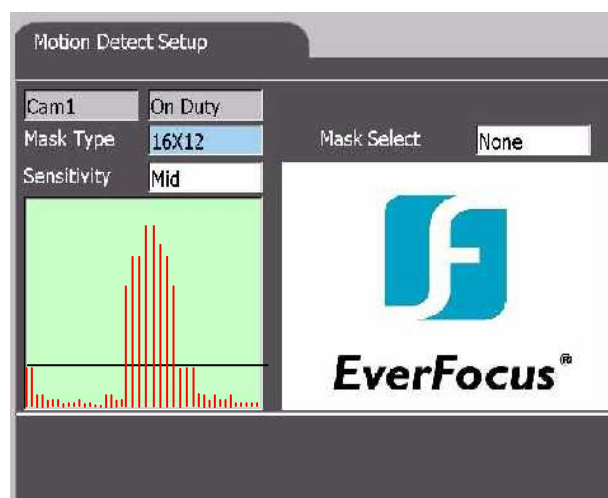 Motion Detect Setup
Cam1 On Duty
Mask Type 16X12 Mask Select None
Sensitivity Mid
EverFocus®